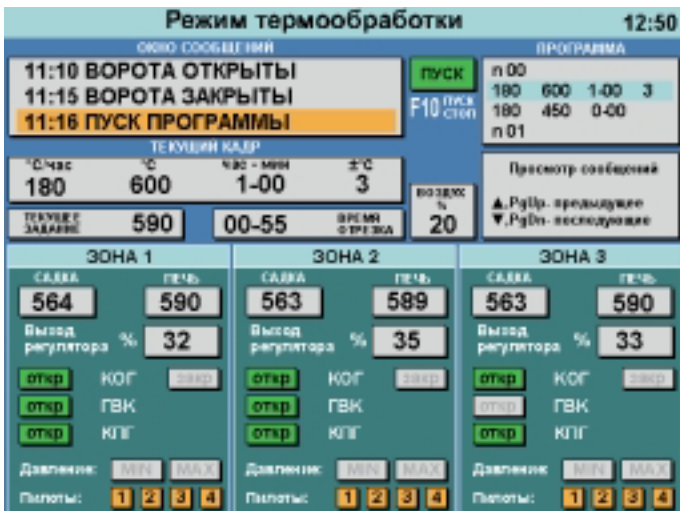 Режим термообработки 12:50
ОКНО СООБЩЕНИЙ
11:10 ВОРОТА ОТКРЫТЫ
11:15 ВОРОТА ЗАКРЫТЫ
11:16 ПУСК ПРОГРАММЫ
ПУСК
F10 ПУСК СТОП
ПРОГРАММА
n 00
180 600 1-00 3
180 450 0-00
n 01
ТЕКУЩИЙ КАДР
°С/час °С час - мин ±°С
180 600 1-00 3
ВОЗДУХ
%
20
Просмотр сообщений
▲,PgUp- предыдущее
▼,PgDn- последующее
ТЕКУЩЕЕ ЗАДАНИЕ 590
00-55 ВРЕМЯ ОТРЕЗКА
ЗОНА 1
САДКА ПЕЧЬ
564 590
Выход регулятора % 32
откр КОГ закр
откр ГВК
откр КПГ
Давление: MIN MAX
Пилоты: 1 2 3 4
ЗОНА 2
САДКА ПЕЧЬ
563 589
Выход регулятора % 35
откр КОГ закр
откр ГВК
откр КПГ
Давление: MIN MAX
Пилоты: 1 2 3 4
ЗОНА 3
САДКА ПЕЧЬ
563 590
Выход регулятора % 33
откр КОГ закр
откр ГВК
откр КПГ
Давление: MIN MAX
Пилоты: 1 2 3 4